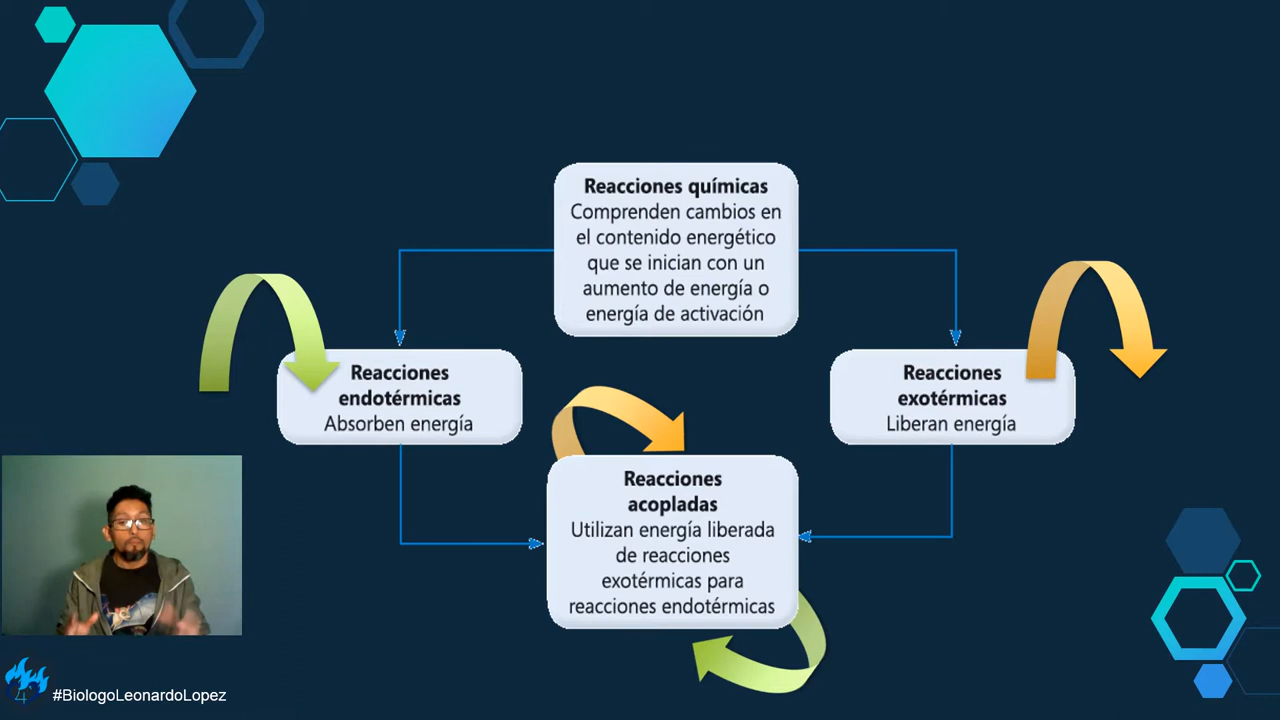 Reacciones químicas
Comprenden cambios en
el contenido energético
que se inician con un
aumento de energía o
energía de activación
Reacciones
endotérmicas
Absorben energía
Reacciones
exotérmicas
Liberan energía
Reacciones
acopladas
Utilizan energía liberada
de reacciones
exotérmicas para
reacciones endotérmicas
4
#BiologoLeonardoLopez